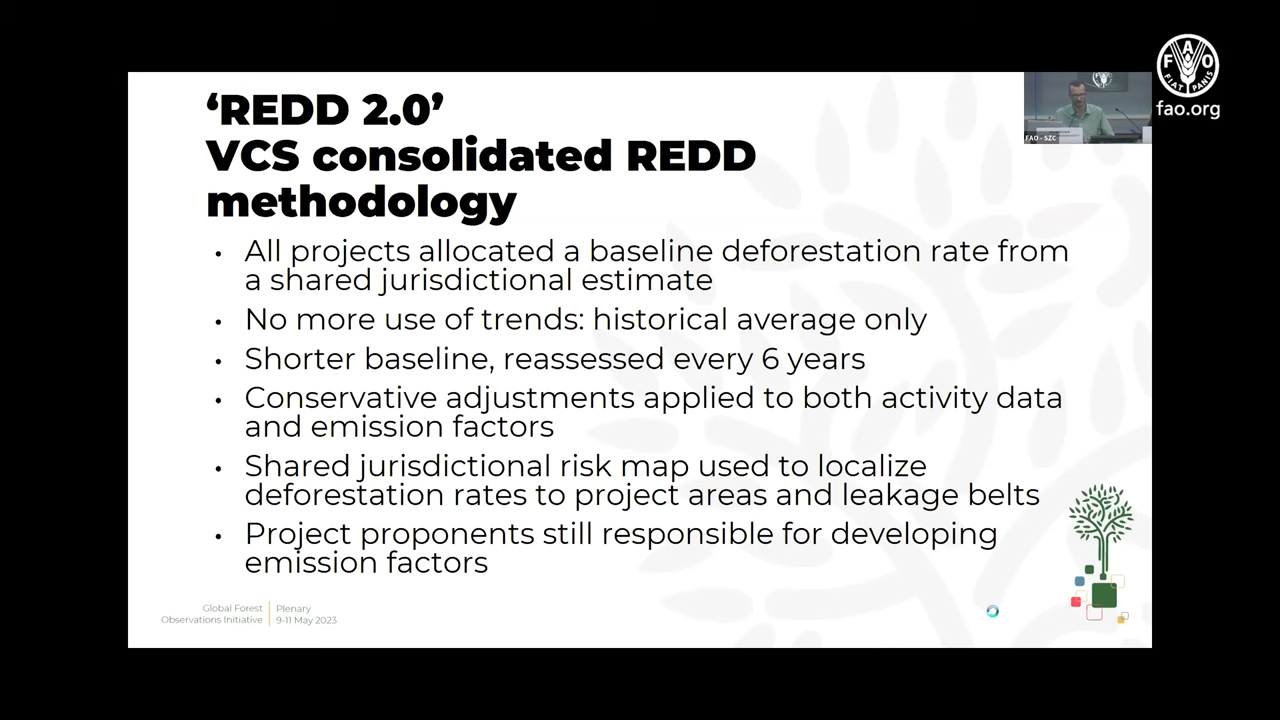 FAO
FIAT PANIS
fao.org
FAO - SZC
‘REDD 2.0’
VCS consolidated REDD
methodology
• All projects allocated a baseline deforestation rate from
a shared jurisdictional estimate
• No more use of trends: historical average only
• Shorter baseline, reassessed every 6 years
• Conservative adjustments applied to both activity data
and emission factors
• Shared jurisdictional risk map used to localize
deforestation rates to project areas and leakage belts
• Project proponents still responsible for developing
emission factors
Global Forest
Observations Initiative
Plenary
9-11 May 2023